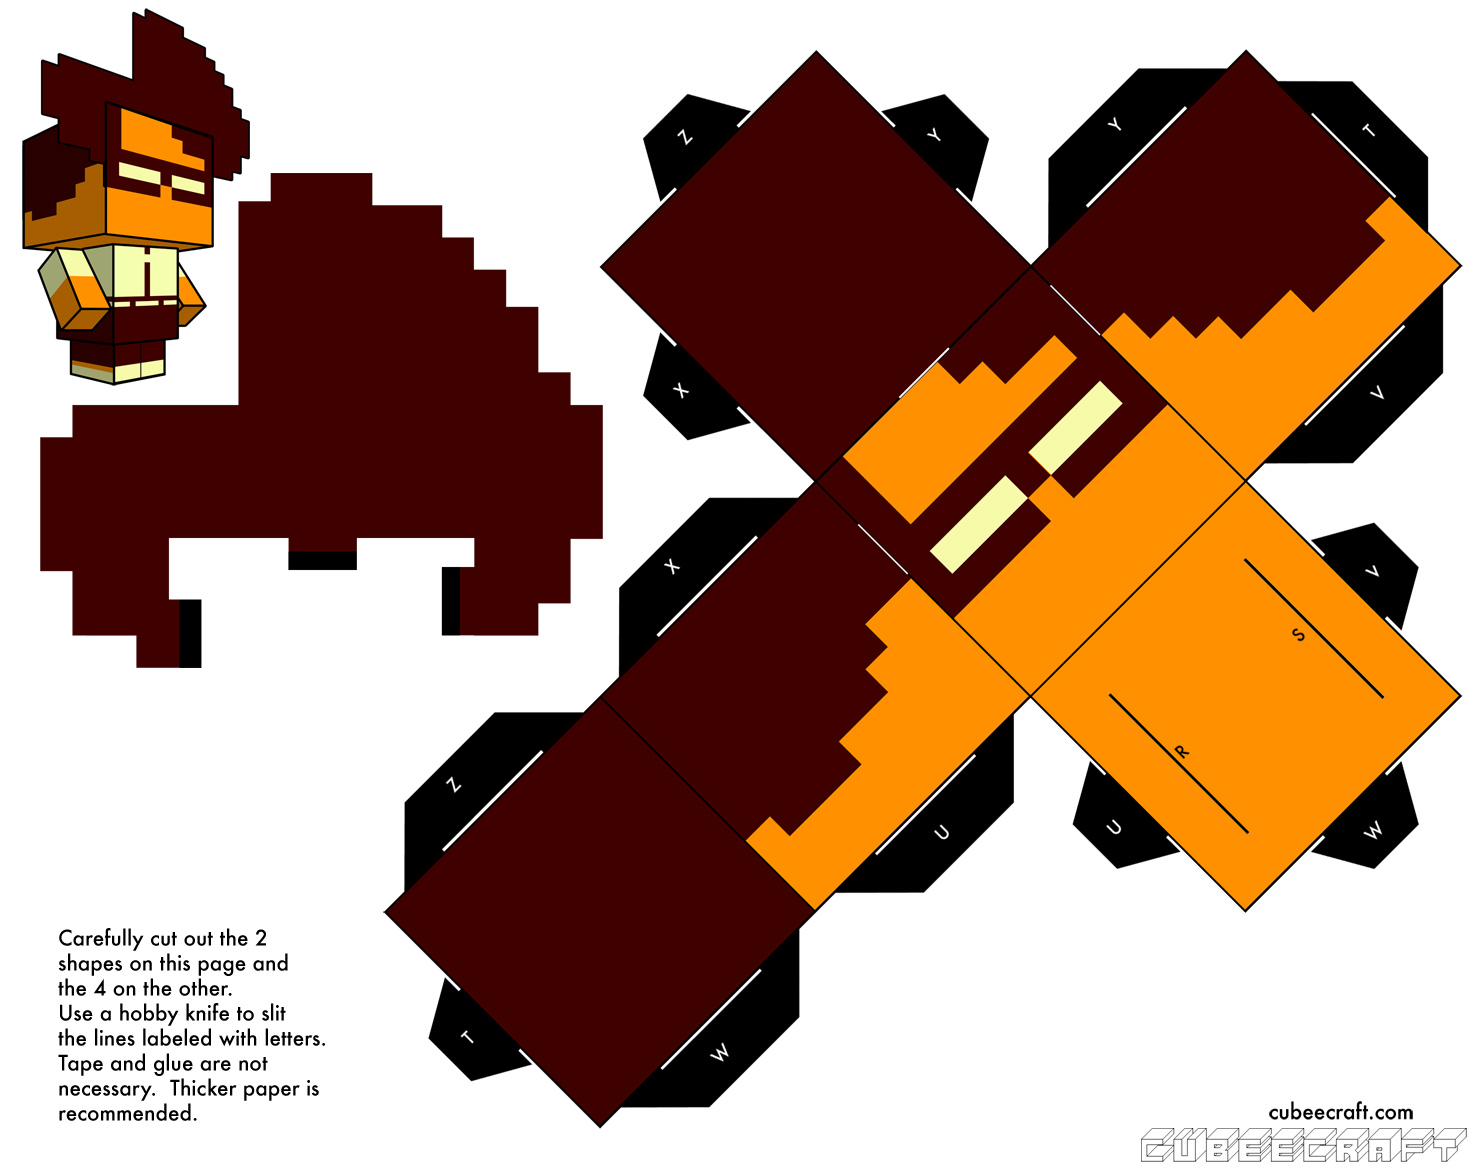 Z
Y
Y
T
X
V
X
V
S
R
Z
U
U
W
T
W
Carefully cut out the 2
shapes on this page and
the 4 on the other.
Use a hobby knife to slit
the lines labeled with letters.
Tape and glue are not
necessary. Thicker paper is
recommended.
cubeecraft.com
CUBEECRAFT